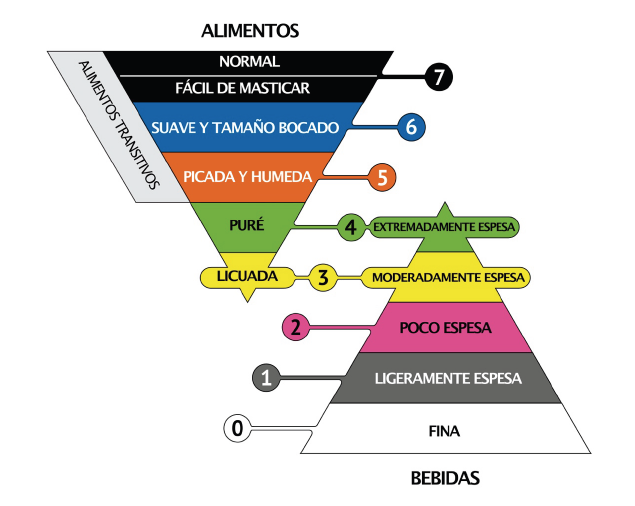 ALIMENTOS
NORMAL
FÁCIL DE MASTICAR
7
ALIMENTOS TRANSITIVOS
SUAVE Y TAMAÑO BOCADO
6
PICADA Y HUMEDA
5
PURÉ
4
EXTREMADAMENTE ESPESA
LICUADA
3
MODERADAMENTE ESPESA
2
POCO ESPESA
1
LIGERAMENTE ESPESA
0
FINA
BEBIDAS